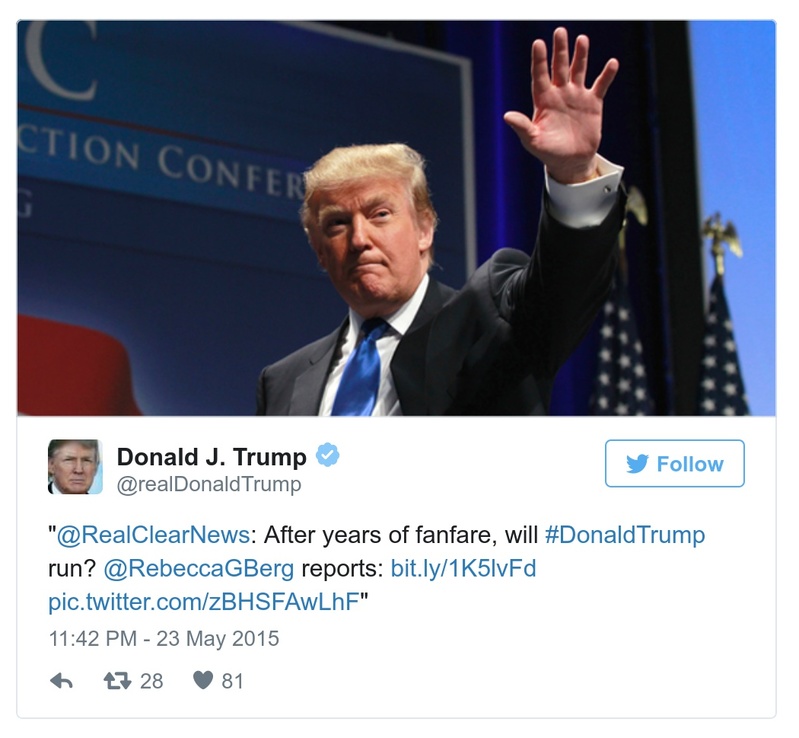 C
CTION CONFER
G
Donald J. Trump
@realDonaldTrump
Follow
"@RealClearNews: After years of fanfare, will #DonaldTrump
run? @RebeccaGBerg reports: bit.ly/1K5lvFd
pic.twitter.com/zBHSFAwLhF"
11:42 PM - 23 May 2015
28
81